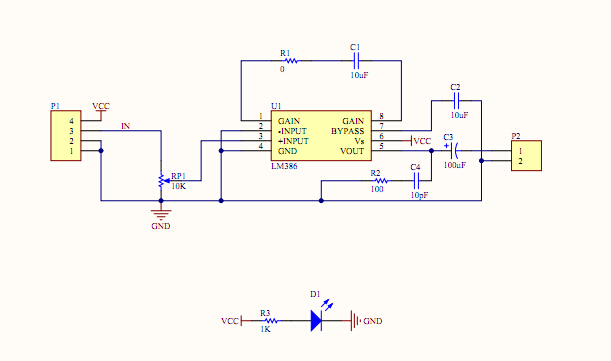 R1
0
C1
10uF
P1
4
3
2
1
VCC
IN
RP1
10K
GND
U1
1 GAIN GAIN 8
2 -INPUT BYPASS 7
3 +INPUT Vs 6
4 GND VOUT 5
LM386
VCC
C2
10uF
C3
+
100uF
P2
1
2
R2
100
C4
10pF
D1
VCC
R3
1K
GND